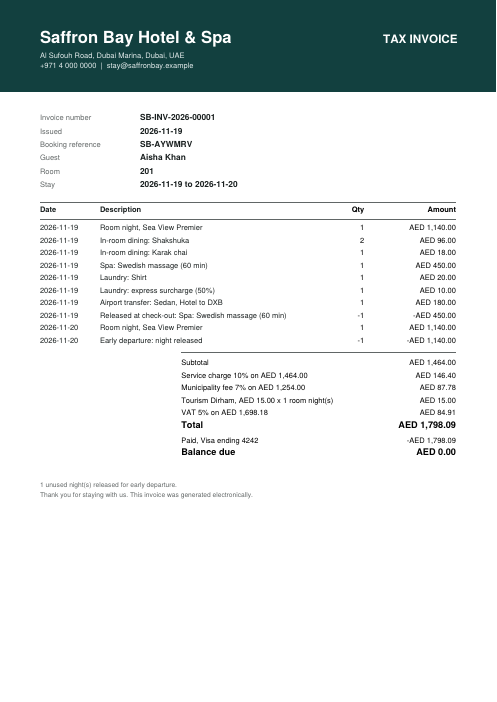 Saffron Bay Hotel & Spa
TAX INVOICE
Al Sufouh Road, Dubai Marina, Dubai, UAE
+971 4 000 0000 | stay@saffronbay.example
Invoice number SB-INV-2026-00001
Issued 2026-11-19
Booking reference SB-AYWMRV
Guest Aisha Khan
Room 201
Stay 2026-11-19 to 2026-11-20
Date Description Qty Amount
2026-11-19 Room night, Sea View Premier 1 AED 1,140.00
2026-11-19 In-room dining: Shakshuka 2 AED 96.00
2026-11-19 In-room dining: Karak chai 1 AED 18.00
2026-11-19 Spa: Swedish massage (60 min) 1 AED 450.00
2026-11-19 Laundry: Shirt 1 AED 20.00
2026-11-19 Laundry: express surcharge (50%) 1 AED 10.00
2026-11-19 Airport transfer: Sedan, Hotel to DXB 1 AED 180.00
2026-11-19 Released at check-out: Spa: Swedish massage (60 min) -1 -AED 450.00
2026-11-20 Room night, Sea View Premier 1 AED 1,140.00
2026-11-20 Early departure: night released -1 -AED 1,140.00
Subtotal AED 1,464.00
Service charge 10% on AED 1,464.00 AED 146.40
Municipality fee 7% on AED 1,254.00 AED 87.78
Tourism Dirham, AED 15.00 x 1 room night(s) AED 15.00
VAT 5% on AED 1,698.18 AED 84.91
Total AED 1,798.09
Paid, Visa ending 4242 -AED 1,798.09
Balance due AED 0.00
1 unused night(s) released for early departure.
Thank you for staying with us. This invoice was generated electronically.